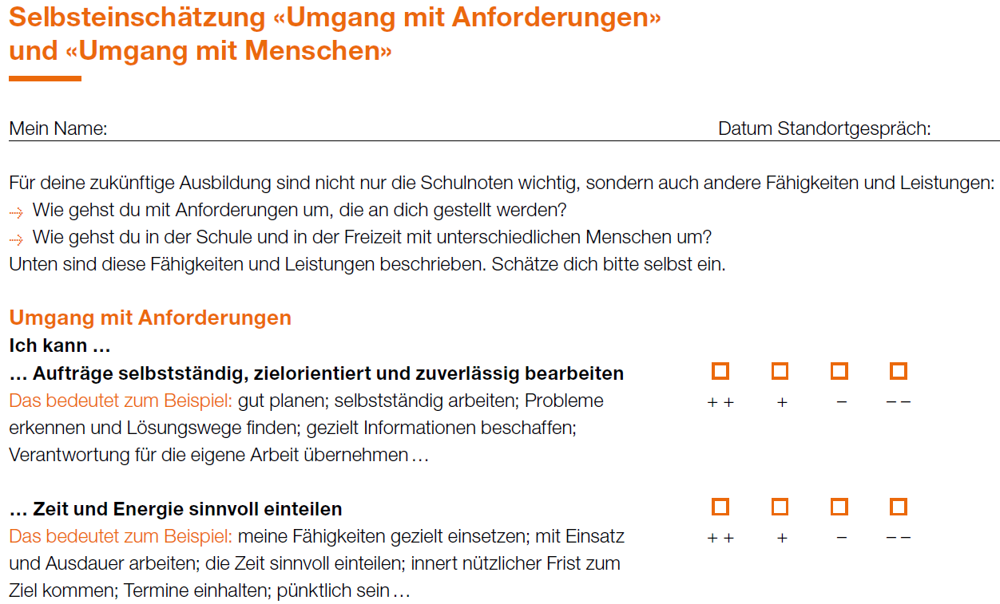 Selbsteinschätzung «Umgang mit Anforderungen»
und «Umgang mit Menschen»
Mein Name: Datum Standortgespräch:
Für deine zukünftige Ausbildung sind nicht nur die Schulnoten wichtig, sondern auch andere Fähigkeiten und Leistungen:
→ Wie gehst du mit Anforderungen um, die an dich gestellt werden?
→ Wie gehst du in der Schule und in der Freizeit mit unterschiedlichen Menschen um?
Unten sind diese Fähigkeiten und Leistungen beschrieben. Schätze dich bitte selbst ein.
Umgang mit Anforderungen
Ich kann …
… Aufträge selbstständig, zielorientiert und zuverlässig bearbeiten
Das bedeutet zum Beispiel: gut planen; selbstständig arbeiten; Probleme ++ + − −−
erkennen und Lösungswege finden; gezielt Informationen beschaffen;
Verantwortung für die eigene Arbeit übernehmen…
… Zeit und Energie sinnvoll einteilen
Das bedeutet zum Beispiel: meine Fähigkeiten gezielt einsetzen; mit Einsatz ++ + − −−
und Ausdauer arbeiten; die Zeit sinnvoll einteilen; innert nützlicher Frist zum
Ziel kommen; Termine einhalten; pünktlich sein…